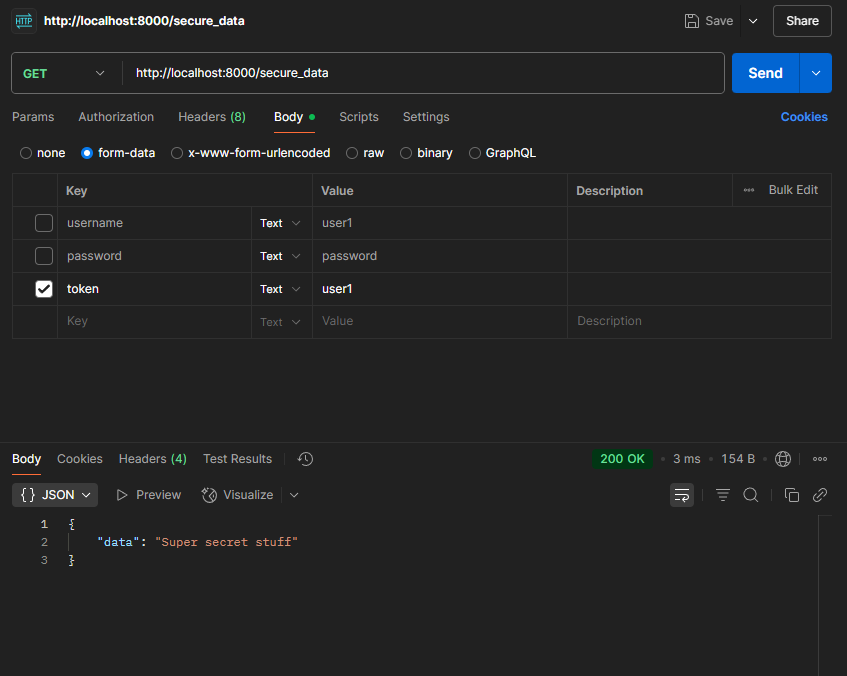 HTTP http://localhost:8000/secure_data Save Share
GET http://localhost:8000/secure_data Send
Params Authorization Headers (8) Body Scripts Settings Cookies
none form-data x-www-form-urlencoded raw binary GraphQL
Key Value Description Bulk Edit
username Text user1
password Text password
token Text user1
Key Text Value Description
Body Cookies Headers (4) Test Results 200 OK • 3 ms • 154 B •
{} JSON Preview Visualize
1 {
2 "data": "Super secret stuff"
3 }